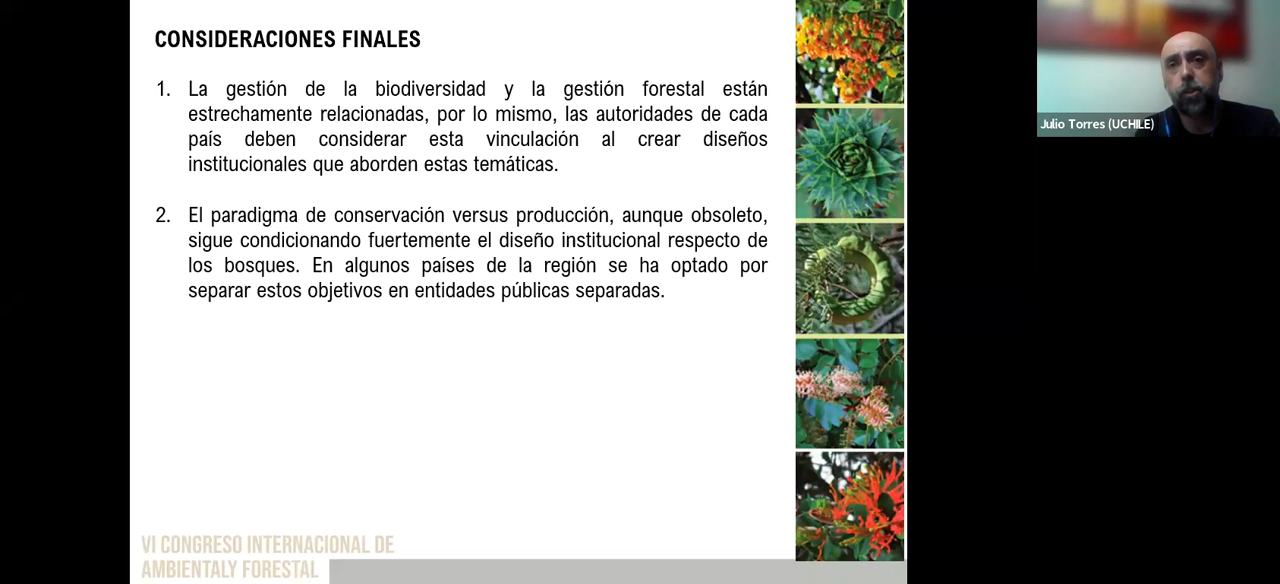 CONSIDERACIONES FINALES
1. La gestión de la biodiversidad y la gestión forestal están
estrechamente relacionadas, por lo mismo, las autoridades de cada
país deben considerar esta vinculación al crear diseños
institucionales que aborden estas temáticas.
2. El paradigma de conservación versus producción, aunque obsoleto,
sigue condicionando fuertemente el diseño institucional respecto de
los bosques. En algunos países de la región se ha optado por
separar estos objetivos en entidades públicas separadas.
VI CONGRESO INTERNACIONAL DE
AMBIENTALY FORESTAL
Julio Torres (UCHILE)